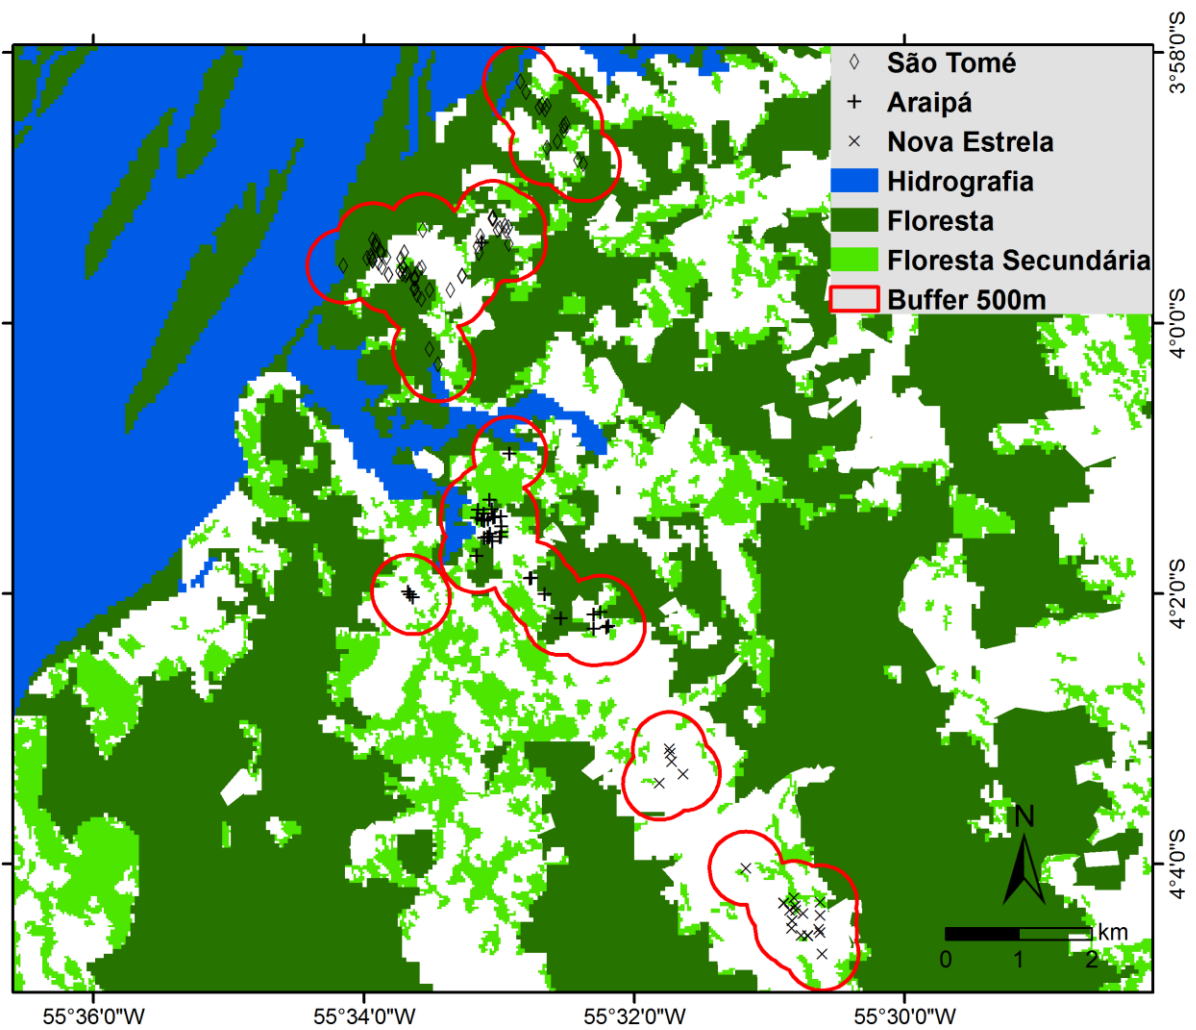 São Tomé
Araipá
Nova Estrela
Hidrografia
Floresta
Floresta Secundária
Buffer 500m
3°58'0"S
4°0'0"S
4°2'0"S
4°4'0"S
N
km
0 1 2
55°36'0"W 55°34'0"W 55°32'0"W 55°30'0"W